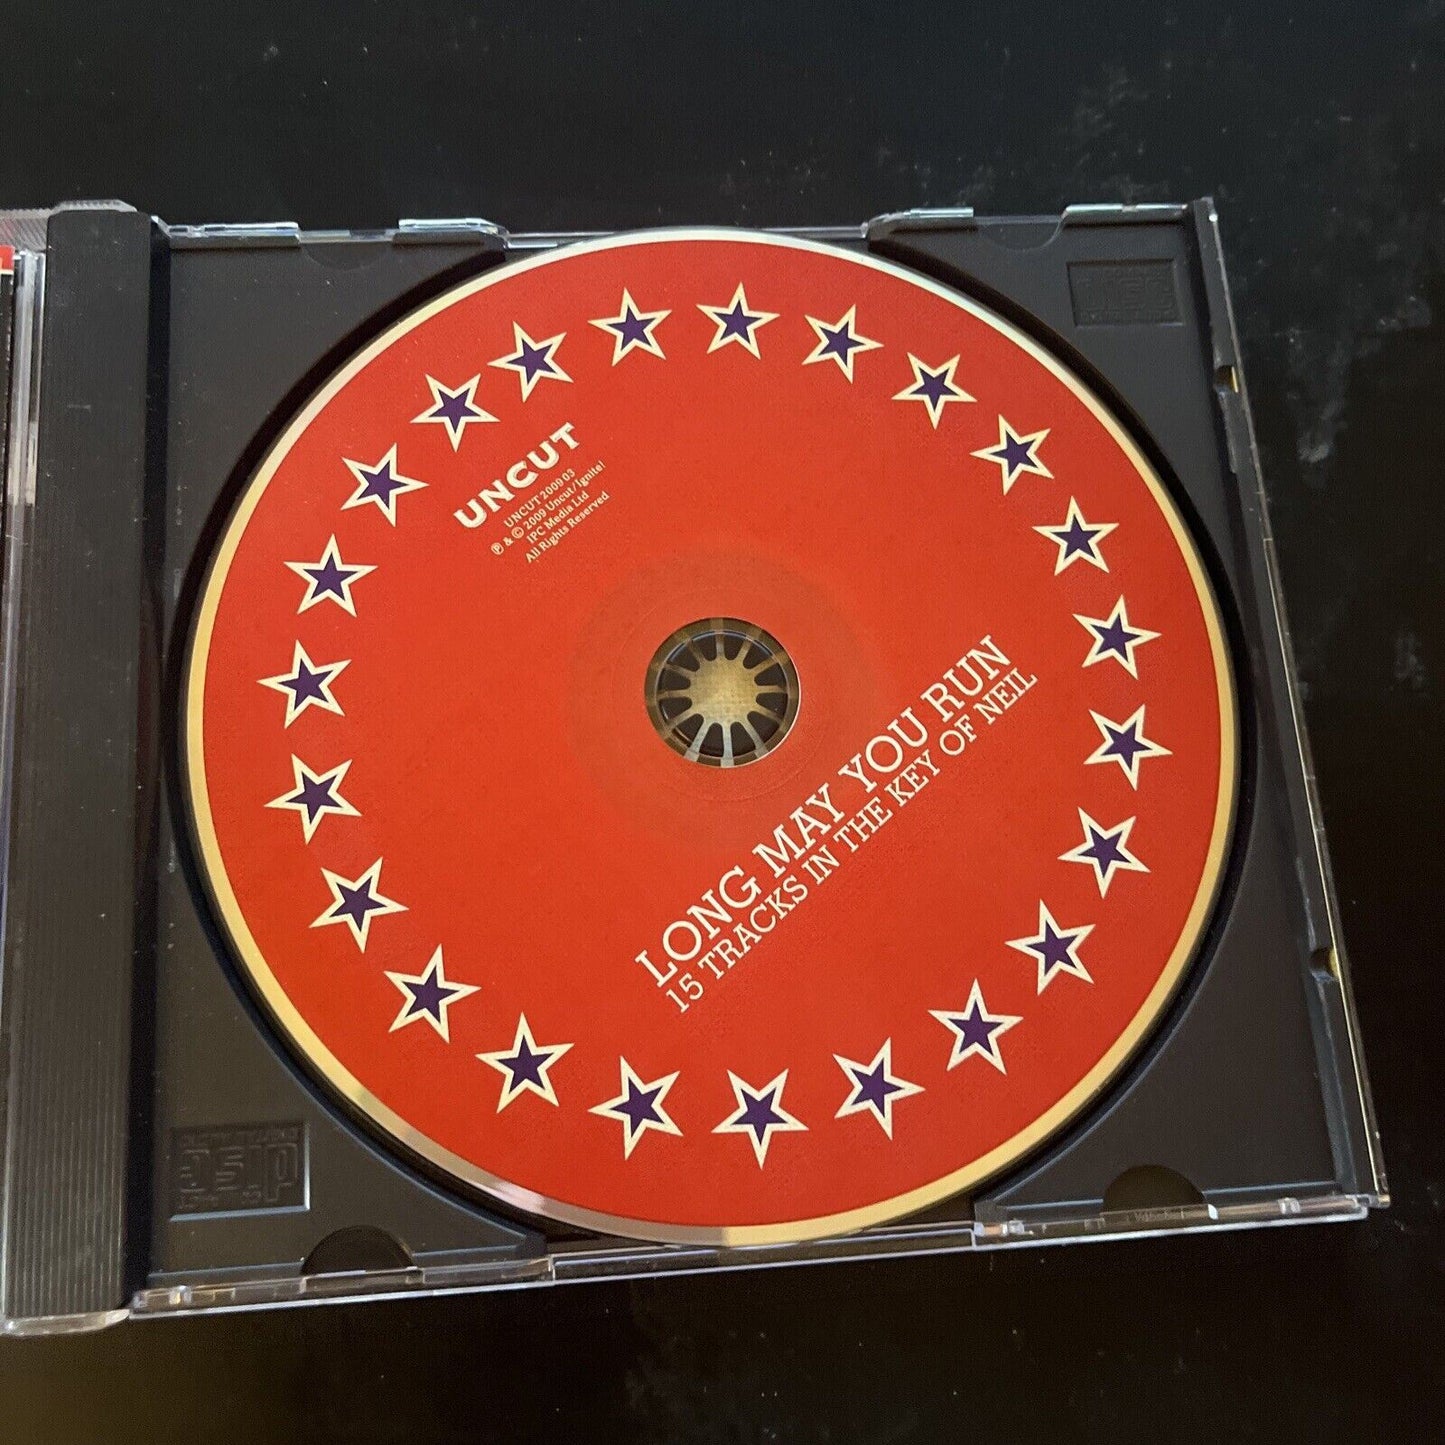 UNCUT
UNCUT 2009 03
℗ & © 2009 Uncut/Ignite!
IPC Media Ltd
All Rights Reserved
LONG MAY YOU RUN
15 TRACKS IN THE KEY OF NEIL